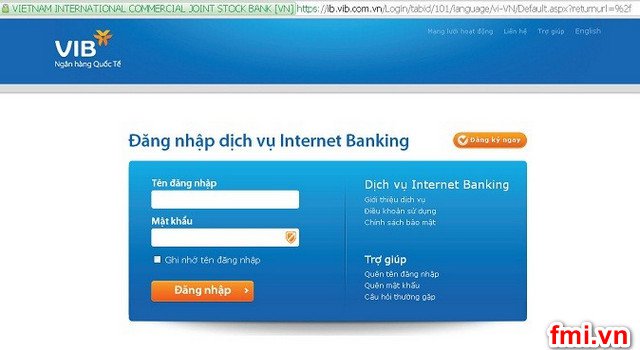 VIETNAM INTERNATIONAL COMMERCIAL JOINT STOCK BANK [VN] https://ib.vib.com.vn/Login/tabid/101/language/vi-VN/Default.aspx?returnurl=%2f
VIB
Ngân hàng Quốc Tế
Mạng lưới hoạt động Liên hệ Trợ giúp English
Đăng nhập dịch vụ Internet Banking
Đăng ký ngay
Tên đăng nhập
Mật khẩu
Ghi nhớ tên đăng nhập
Đăng nhập
Dịch vụ Internet Banking
Giới thiệu dịch vụ
Điều khoản sử dụng
Chính sách bảo mật
Trợ giúp
Quên tên đăng nhập
Quên mật khẩu
Câu hỏi thường gặp
fmi.vn